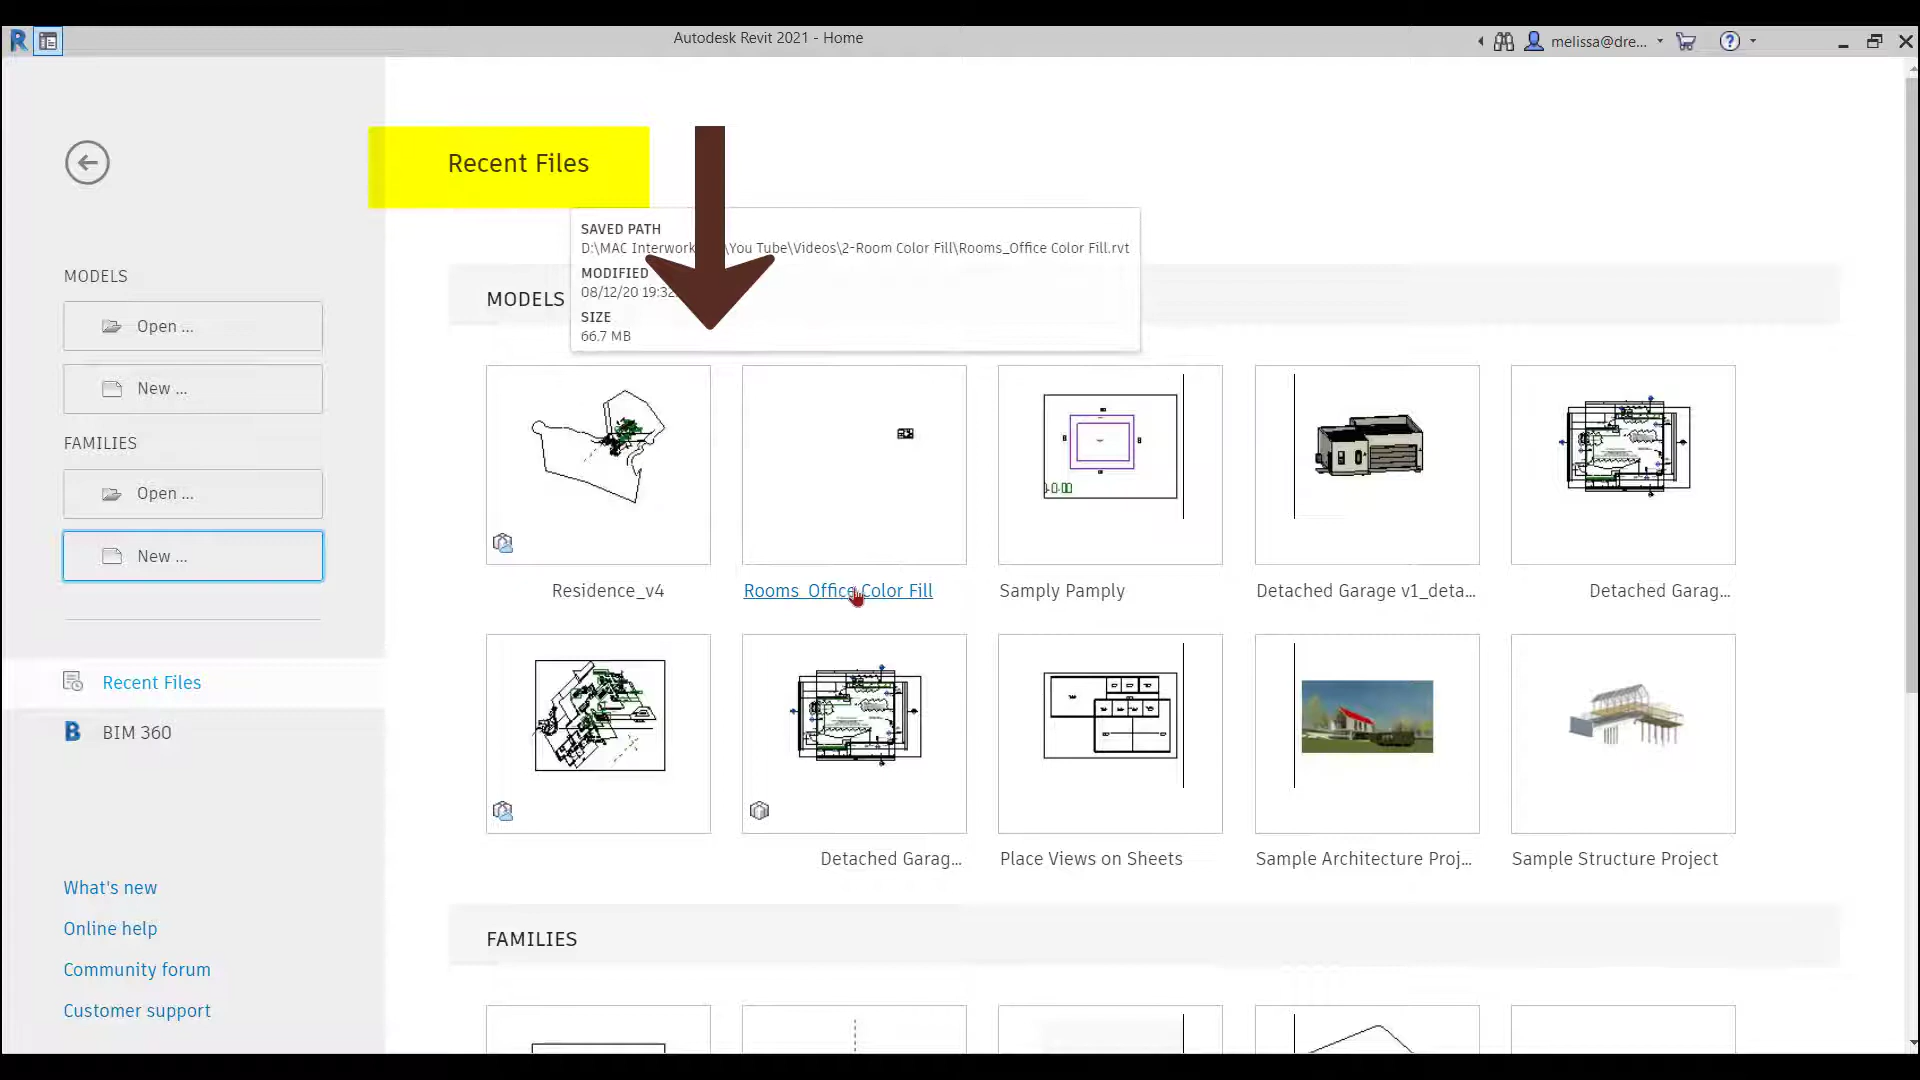 Autodesk Revit 2021 - Home
melissa@dre...
Recent Files
SAVED PATH
D:\MAC Interwork You Tube\Videos\2-Room Color Fill\Rooms_Office Color Fill.rvt
MODIFIED
08/12/20 19:32
SIZE
66.7 MB
MODELS
Open ...
New ...
FAMILIES
Open ...
New ...
Recent Files
BIM 360
What's new
Online help
Community forum
Customer support
MODELS
Residence_v4
Rooms_Office Color Fill
Samply Pamply
Detached Garage v1_deta...
Detached Garag...
Detached Garag...
Place Views on Sheets
Sample Architecture Proj...
Sample Structure Project
FAMILIES